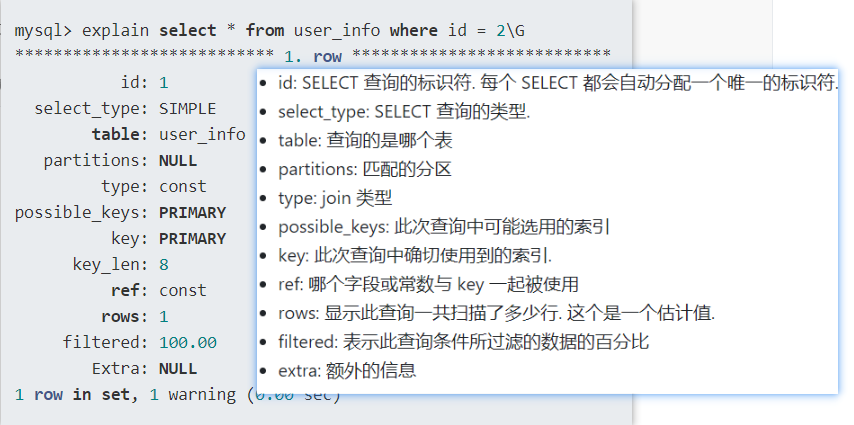 mysql> explain select * from user_info where id = 2\G
*************************** 1. row ***************************
id: 1
select_type: SIMPLE
table: user_info
partitions: NULL
type: const
possible_keys: PRIMARY
key: PRIMARY
key_len: 8
ref: const
rows: 1
filtered: 100.00
Extra: NULL
1 row in set, 1 warning (0.00 sec)
• id: SELECT 查询的标识符. 每个 SELECT 都会自动分配一个唯一的标识符.
• select_type: SELECT 查询的类型.
• table: 查询的是哪个表
• partitions: 匹配的分区
• type: join 类型
• possible_keys: 此次查询中可能选用的索引
• key: 此次查询中确切使用到的索引.
• ref: 哪个字段或常数与 key 一起被使用
• rows: 显示此查询一共扫描了多少行. 这个是一个估计值.
• filtered: 表示此查询条件所过滤的数据的百分比
• extra: 额外的信息